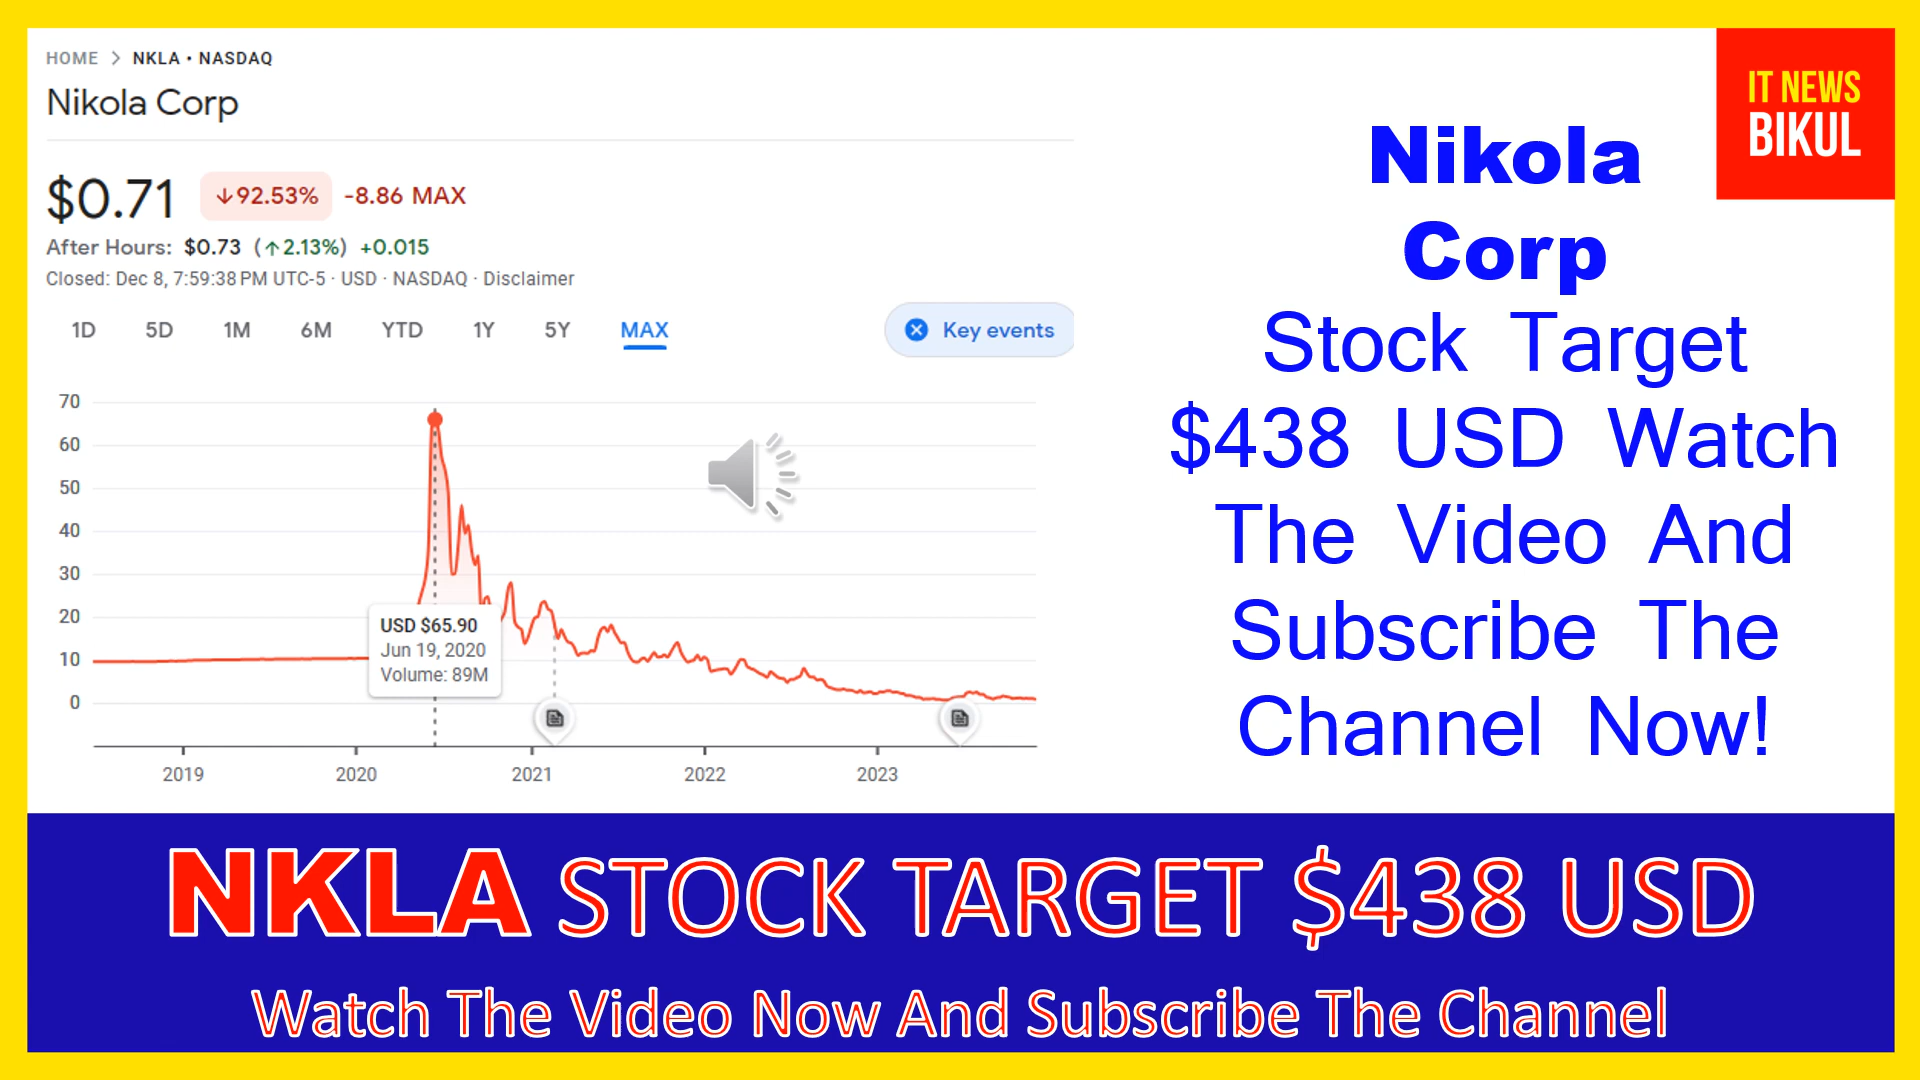 HOME > NKLA • NASDAQ
Nikola Corp
$0.71 ↓92.53% -8.86 MAX
After Hours: $0.73 (↑2.13%) +0.015
Closed: Dec 8, 7:59:38 PM UTC-5 · USD · NASDAQ · Disclaimer
1D 5D 1M 6M YTD 1Y 5Y MAX
Key events
70
60
50
40
30
20
10
0
USD $65.90
Jun 19, 2020
Volume: 89M
2019 2020 2021 2022 2023
IT NEWS
BIKUL
Nikola
Corp
Stock Target
$438 USD Watch
The Video And
Subscribe The
Channel Now!
NKLA STOCK TARGET $438 USD
Watch The Video Now And Subscribe The Channel